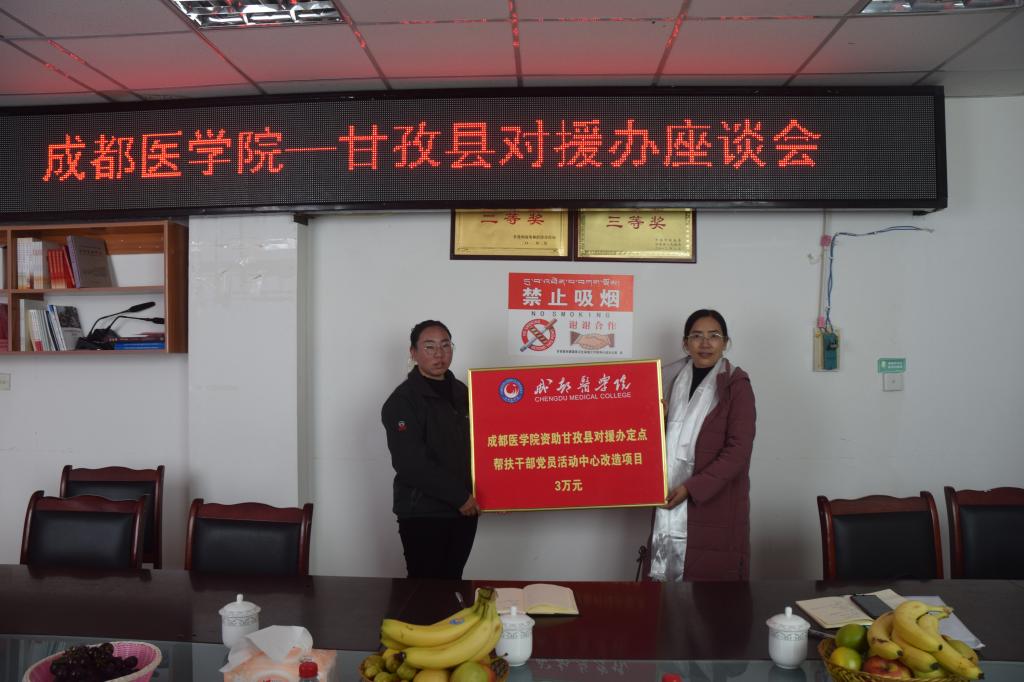 成都医学院—甘孜县对援办座谈会
二等奖
三等奖
禁止吸烟
NO SMOKING
谢谢合作
成都醫学院
CHENGDU MEDICAL COLLEGE
成都医学院资助甘孜县对援办定点
帮扶干部党员活动中心改造项目
3万元